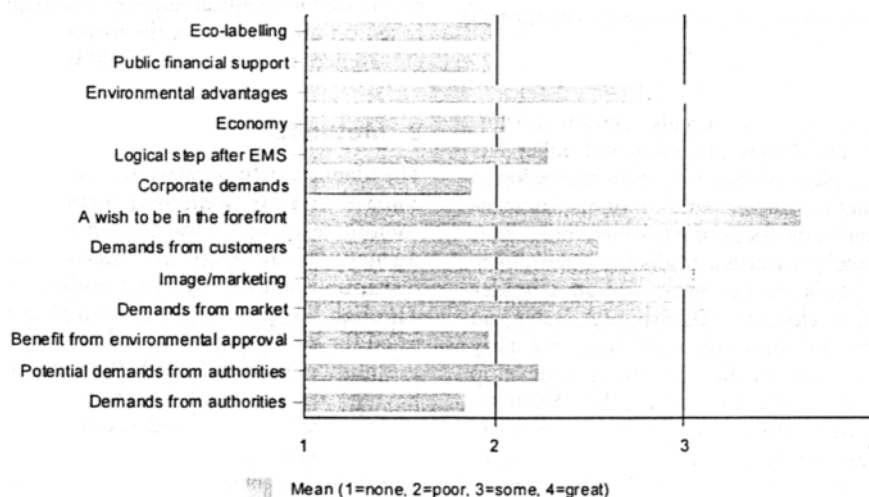 Eco-labelling
Public financial support
Environmental advantages
Economy
Logical step after EMS
Corporate demands
A wish to be in the forefront
Demands from customers
Image/marketing
Demands from market
Benefit from environmental approval
Potential demands from authorities
Demands from authorities
1 2 3
Mean (1=none, 2=poor, 3=some, 4=great)